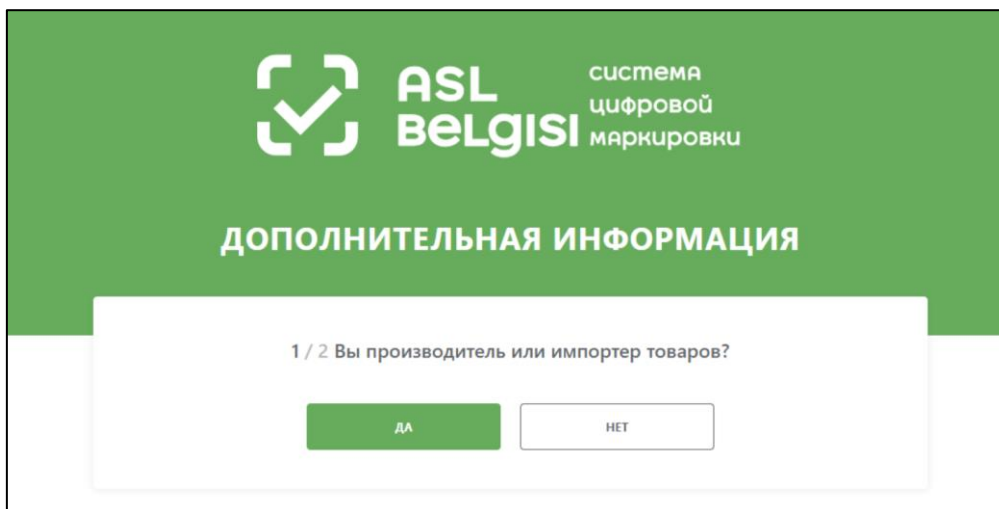 ASL BELGISI
система
цифровой
маркировки
ДОПОЛНИТЕЛЬНАЯ ИНФОРМАЦИЯ
1 / 2 Вы производитель или импортер товаров?
ДА
НЕТ